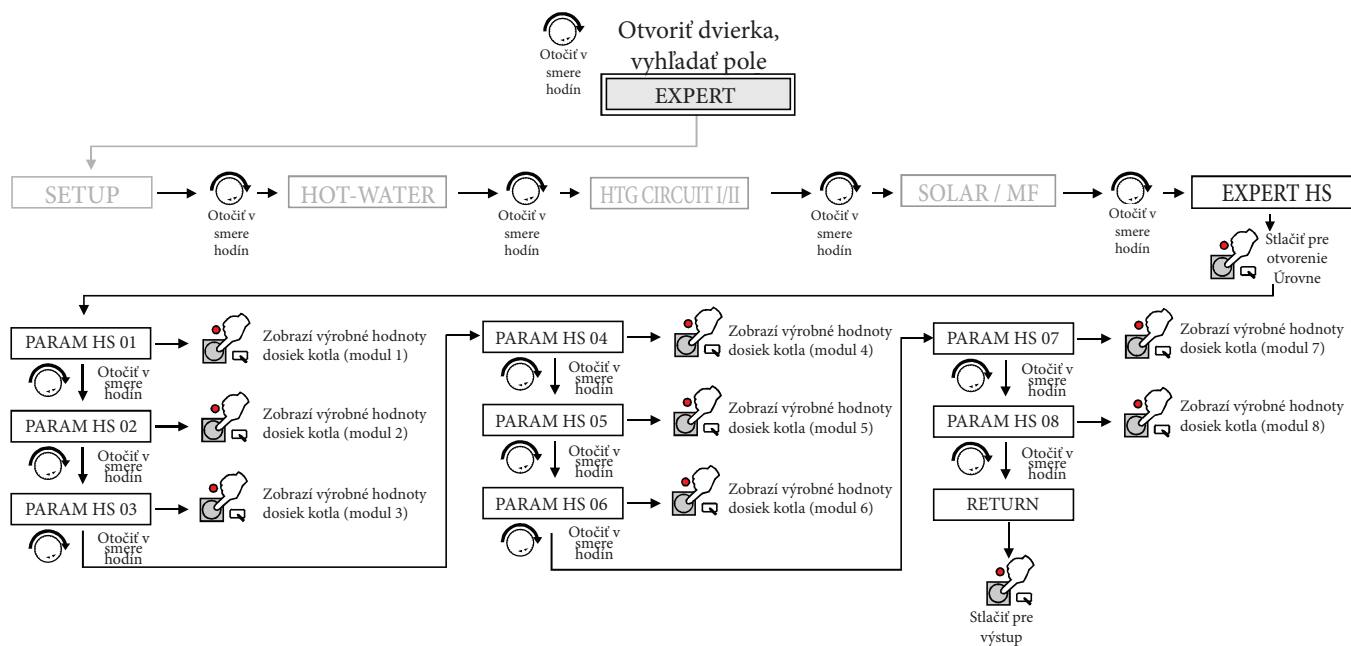 Otvoriť dvierka,
vyhľadať pole
Otočiť v
smere
hodín
EXPERT
SETUP
Otočiť v
smere
hodín
HOT-WATER
Otočiť v
smere
hodín
HTG CIRCUIT I/II
Otočiť v
smere
hodín
SOLAR / MF
Otočiť v
smere
hodín
EXPERT HS
Stlačiť pre
otvorenie
Úrovne
PARAM HS 01
Zobrazí výrobné hodnoty
dosiek kotla (modul 1)
Otočiť v
smere
hodín
PARAM HS 02
Zobrazí výrobné hodnoty
dosiek kotla (modul 2)
Otočiť v
smere
hodín
PARAM HS 03
Zobrazí výrobné hodnoty
dosiek kotla (modul 3)
Otočiť v
smere
hodín
PARAM HS 04
Zobrazí výrobné hodnoty
dosiek kotla (modul 4)
Otočiť v
smere
hodín
PARAM HS 05
Zobrazí výrobné hodnoty
dosiek kotla (modul 5)
Otočiť v
smere
hodín
PARAM HS 06
Zobrazí výrobné hodnoty
dosiek kotla (modul 6)
Otočiť v
smere
hodín
PARAM HS 07
Zobrazí výrobné hodnoty
dosiek kotla (modul 7)
Otočiť v
smere
hodín
PARAM HS 08
Zobrazí výrobné hodnoty
dosiek kotla (modul 8)
Otočiť v
smere
hodín
RETURN
Stlačiť pre
výstup